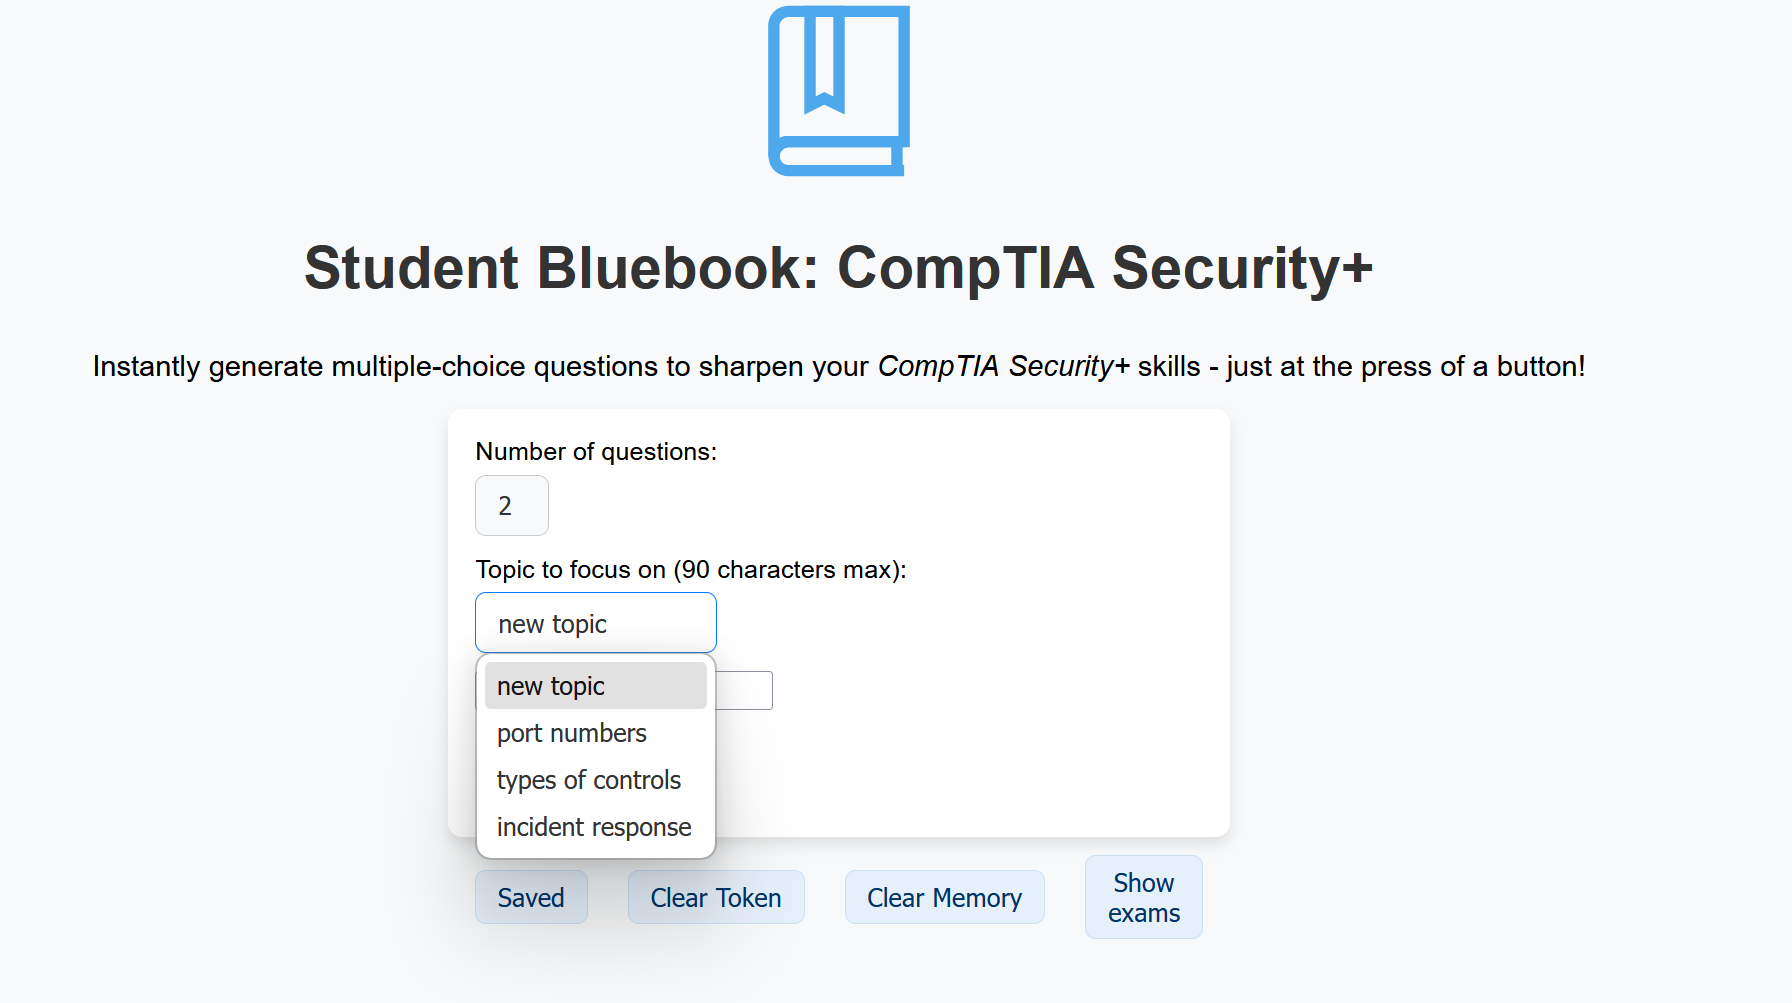 Student Bluebook: CompTIA Security+
Instantly generate multiple-choice questions to sharpen your CompTIA Security+ skills - just at the press of a button!
Number of questions:
2
Topic to focus on (90 characters max):
new topic
new topic
port numbers
types of controls
incident response
Saved
Clear Token
Clear Memory
Show
exams